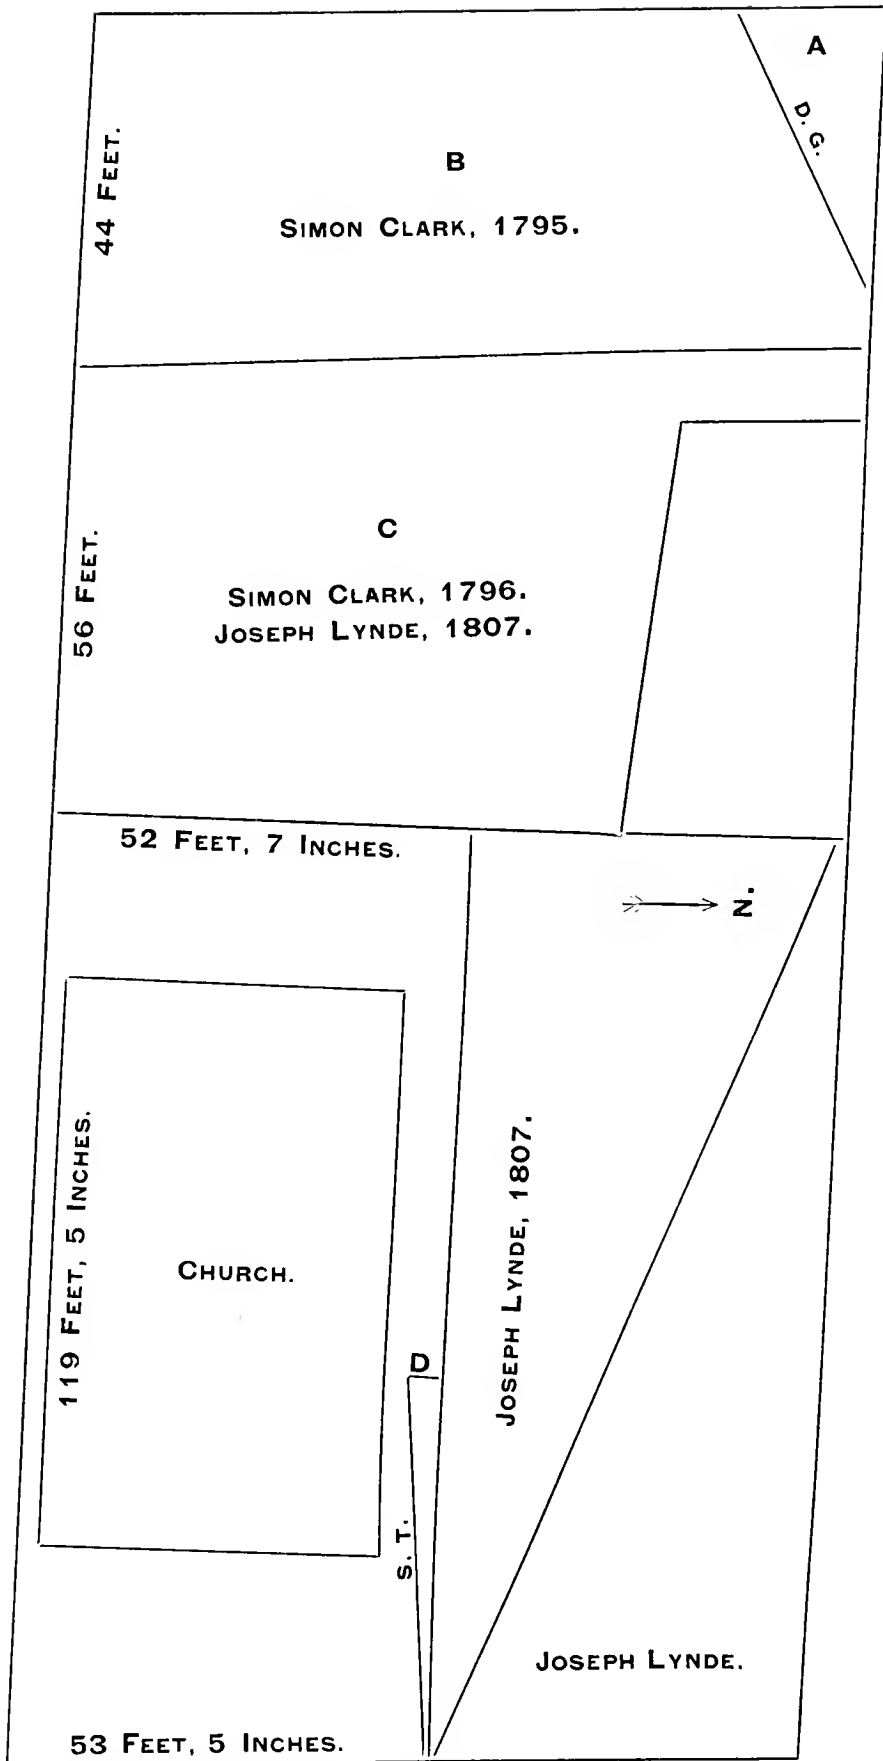 A
D. G.
44 FEET.
B
SIMON CLARK, 1795.
56 FEET.
C
SIMON CLARK, 1796.
JOSEPH LYNDE, 1807.
52 FEET, 7 INCHES.
N.
119 FEET, 5 INCHES.
CHURCH.
JOSEPH LYNDE, 1807.
D
S. T.
JOSEPH LYNDE.
53 FEET, 5 INCHES.